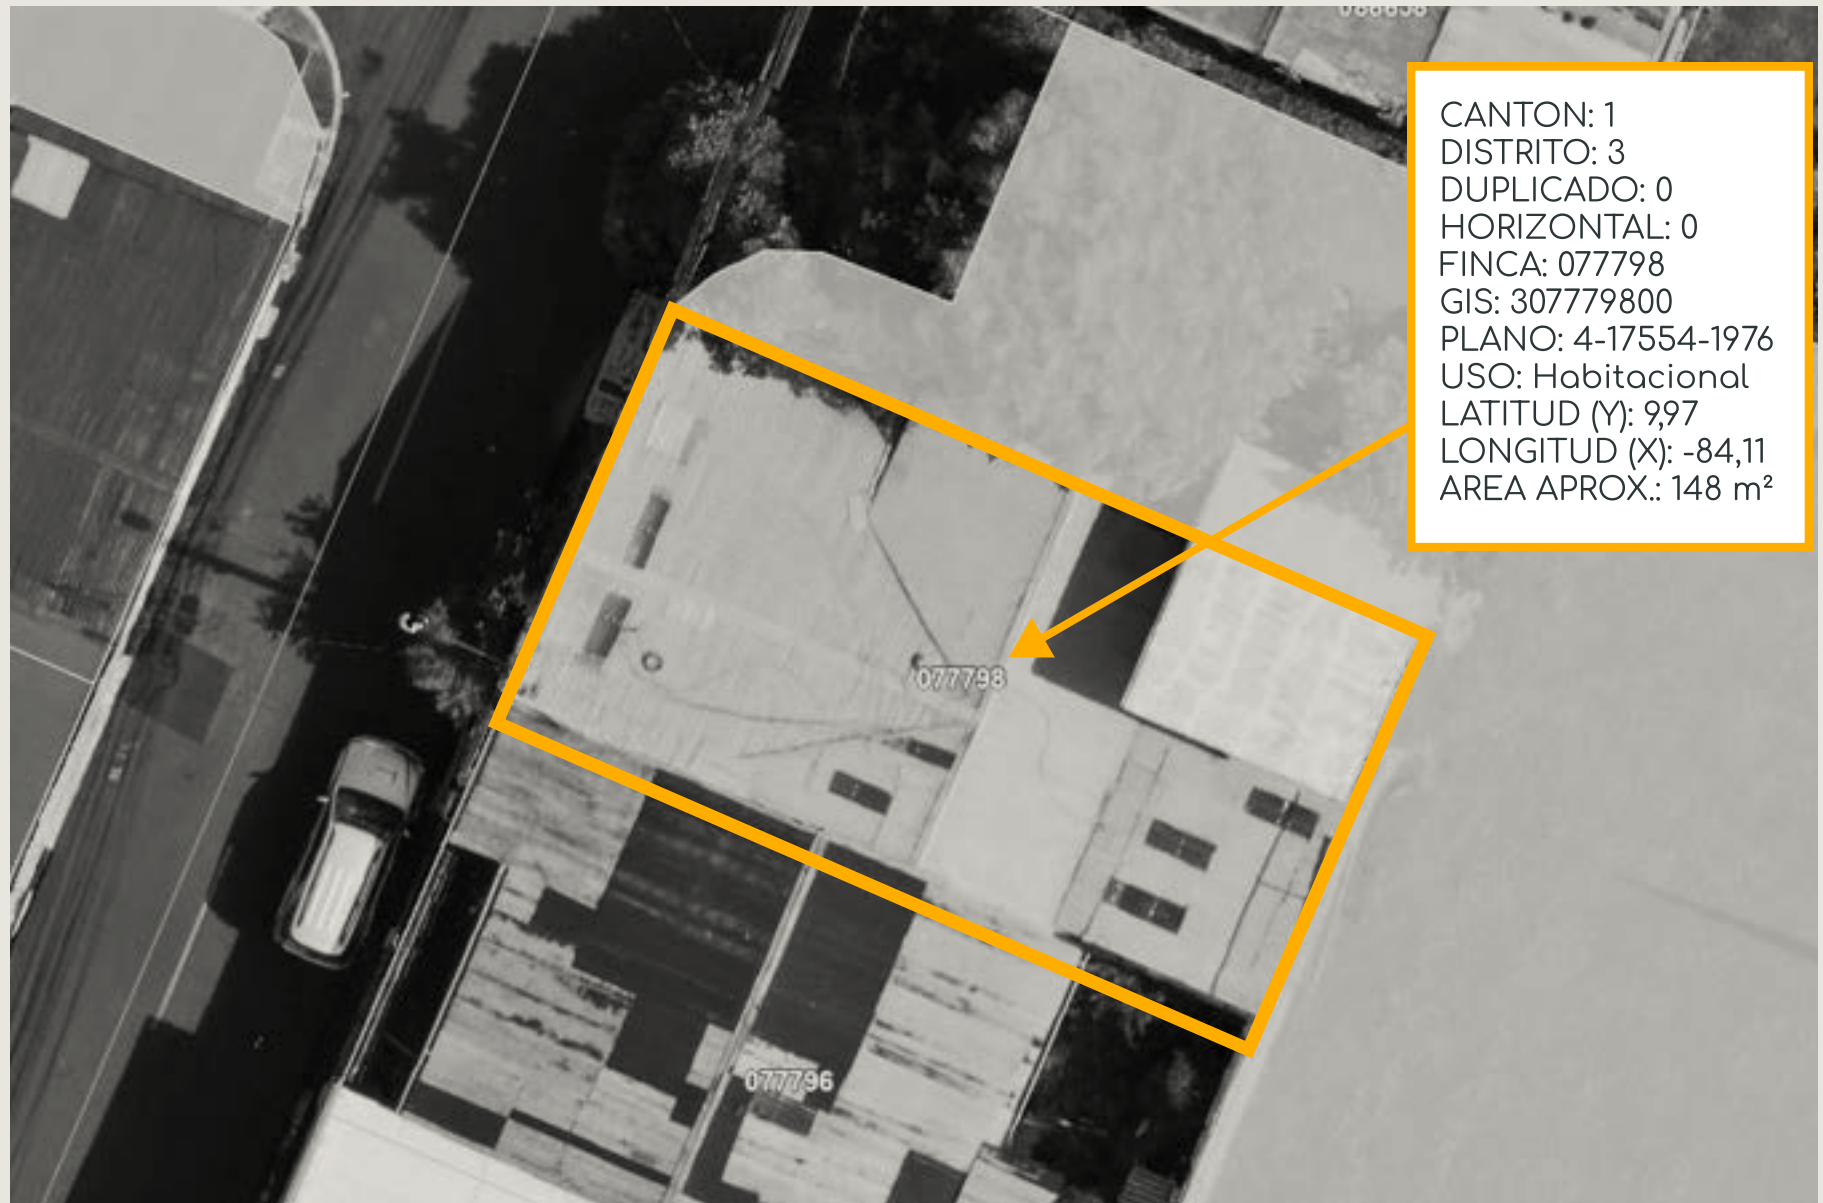 CANTON: 1
DISTRITO: 3
DUPLICADO: 0
HORIZONTAL: 0
FINCA: 077798
GIS: 307779800
PLANO: 4-17554-1976
USO: Habitacional
LATITUD (Y): 9,97
LONGITUD (X): -84,11
AREA APROX.: 148 m²
077798
077796